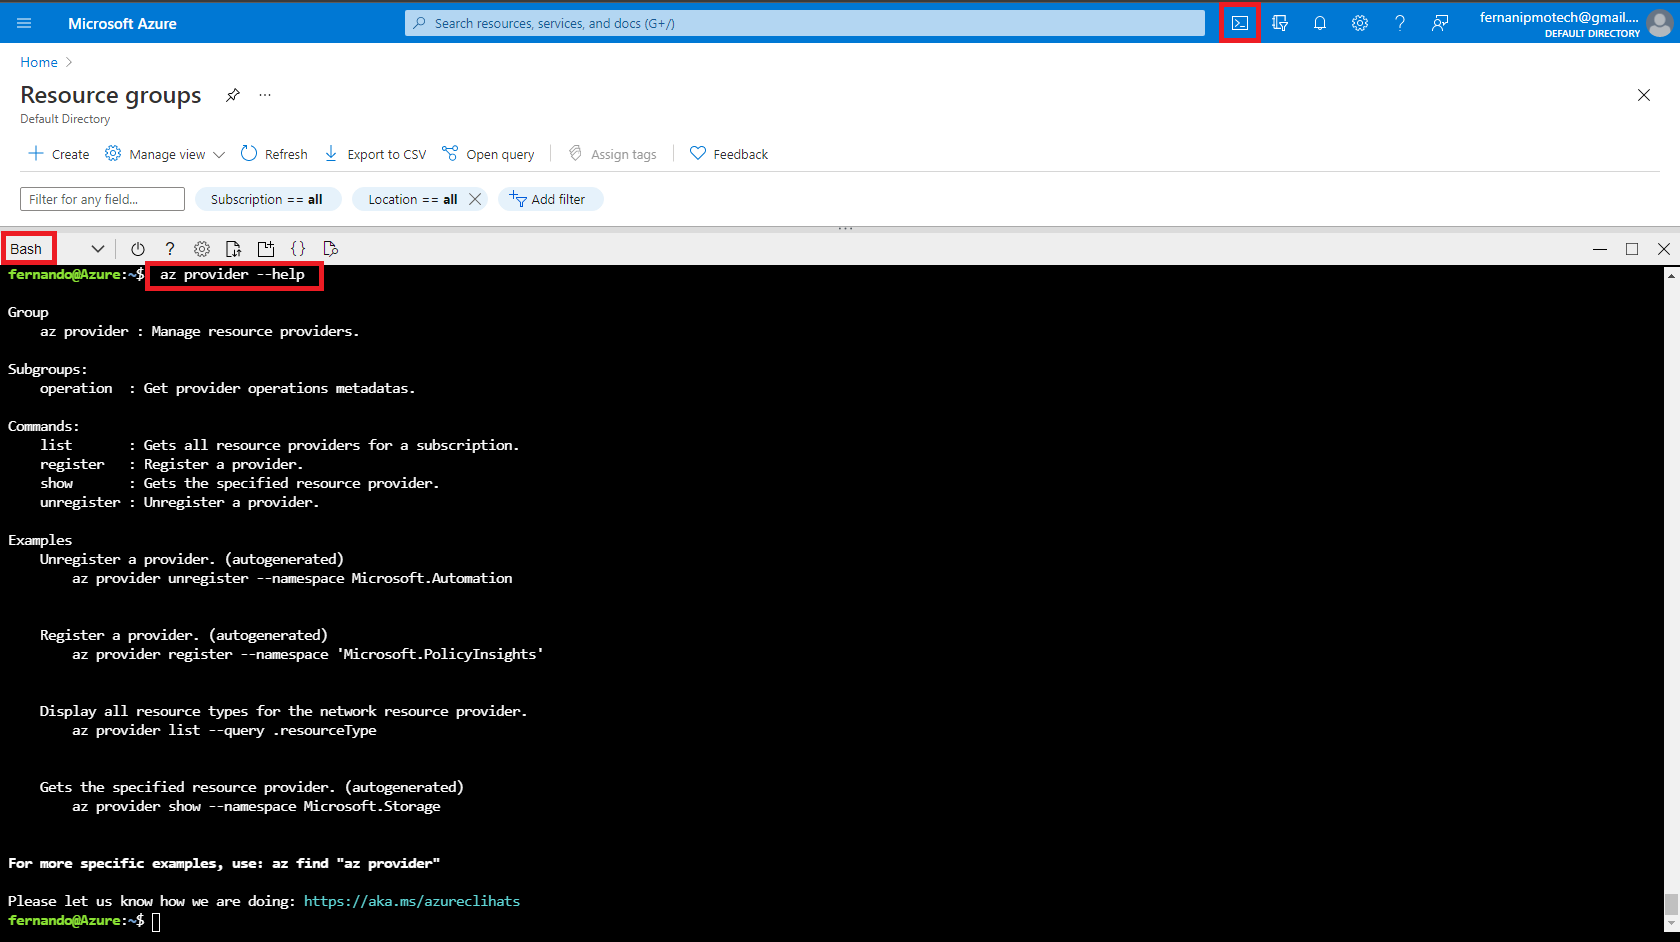 Microsoft Azure
Search resources, services, and docs (G+/)
fernanipmotech@gmail....
DEFAULT DIRECTORY
Home
Resource groups
Default Directory
Create Manage view Refresh Export to CSV Open query Assign tags Feedback
Filter for any field... Subscription == all Location == all Add filter
Bash
fernando@Azure:~$ az provider --help
Group
az provider : Manage resource providers.
Subgroups:
operation : Get provider operations metadatas.
Commands:
list : Gets all resource providers for a subscription.
register : Register a provider.
show : Gets the specified resource provider.
unregister : Unregister a provider.
Examples
Unregister a provider. (autogenerated)
az provider unregister --namespace Microsoft.Automation
Register a provider. (autogenerated)
az provider register --namespace 'Microsoft.PolicyInsights'
Display all resource types for the network resource provider.
az provider list --query .resourceType
Gets the specified resource provider. (autogenerated)
az provider show --namespace Microsoft.Storage
For more specific examples, use: az find "az provider"
Please let us know how we are doing: https://aka.ms/azureclihats
fernando@Azure:~$